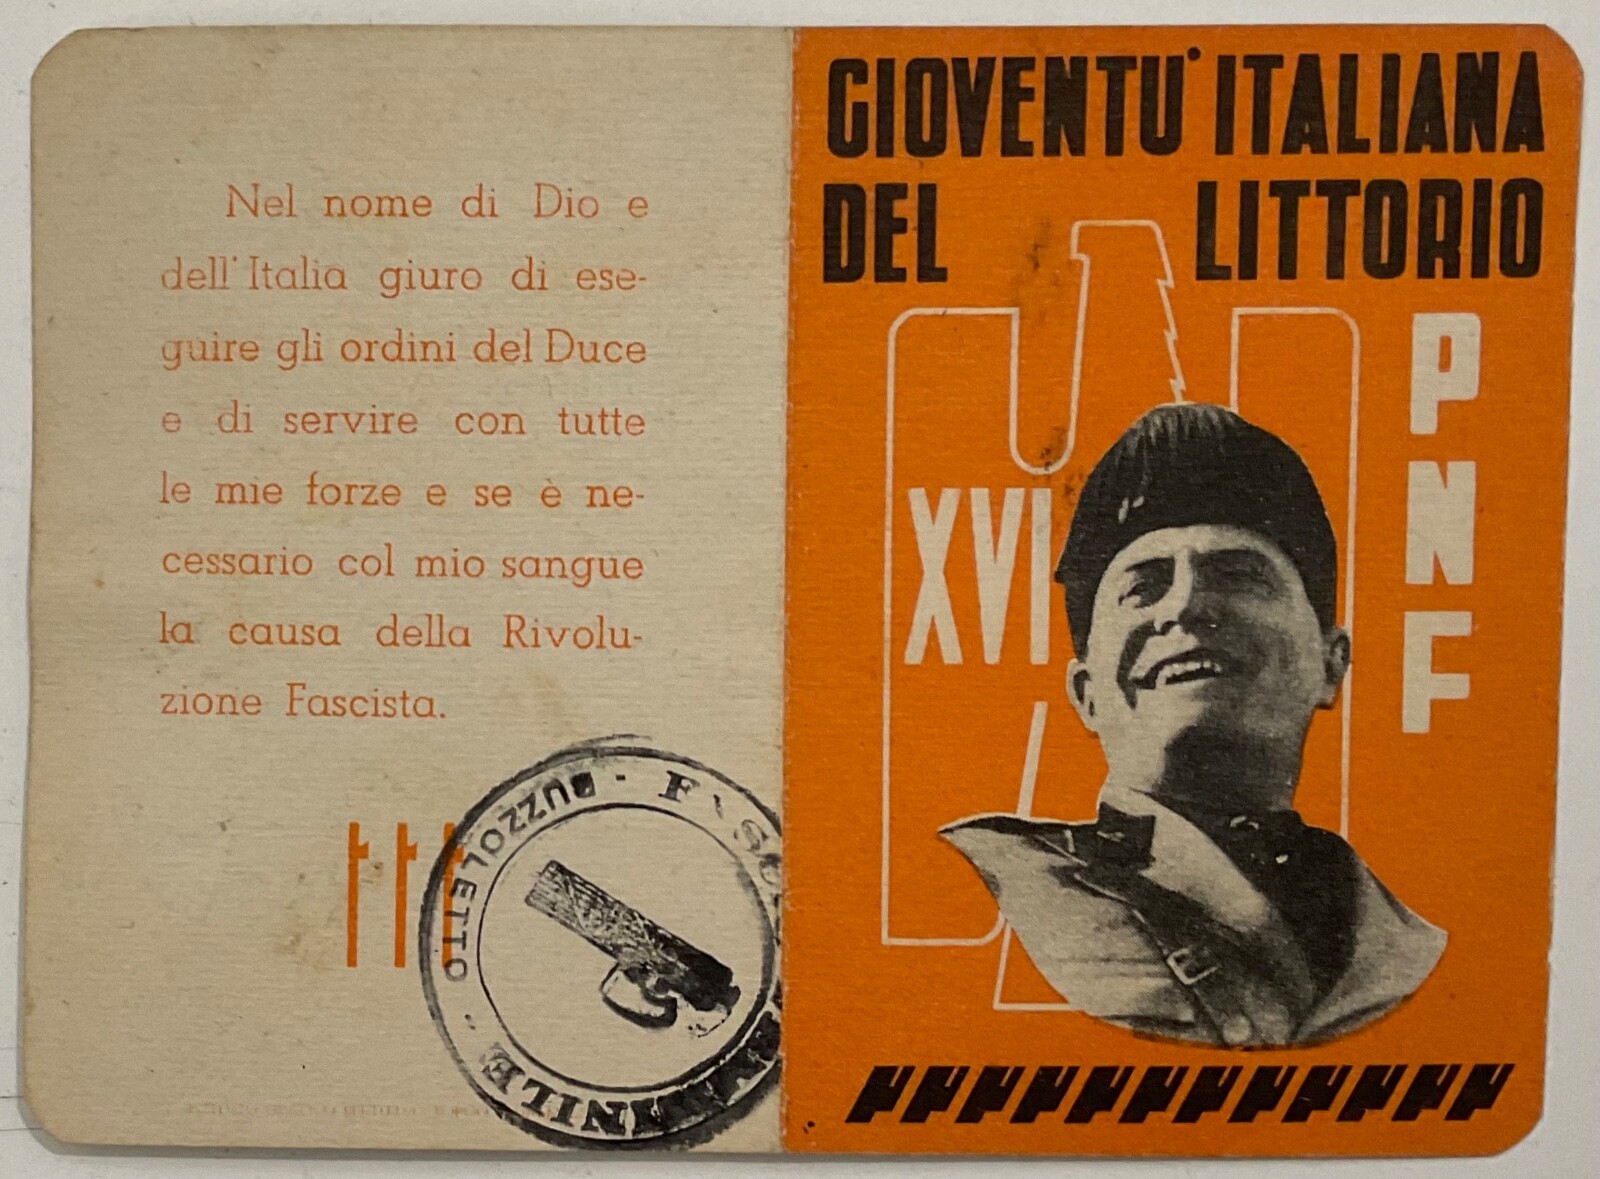 Nel nome di Dio e
dell'Italia giuro di ese-
guire gli ordini del Duce
e di servire con tutte
le mie forze e se è ne-
cessario col mio sangue
la causa della Rivolu-
zione Fascista.
FASCIO
FEMMINILE
BUZZOLETTO
GIOVENTU' ITALIANA
DEL LITTORIO
XVI
P
N
F